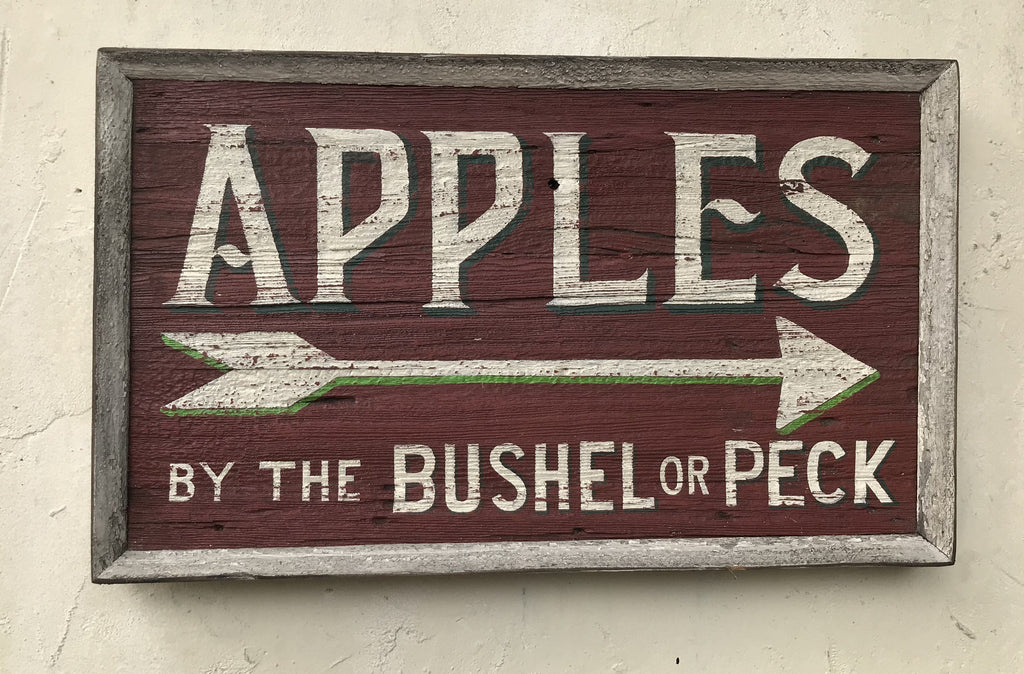 APPLES
BY THE BUSHEL OR PECK